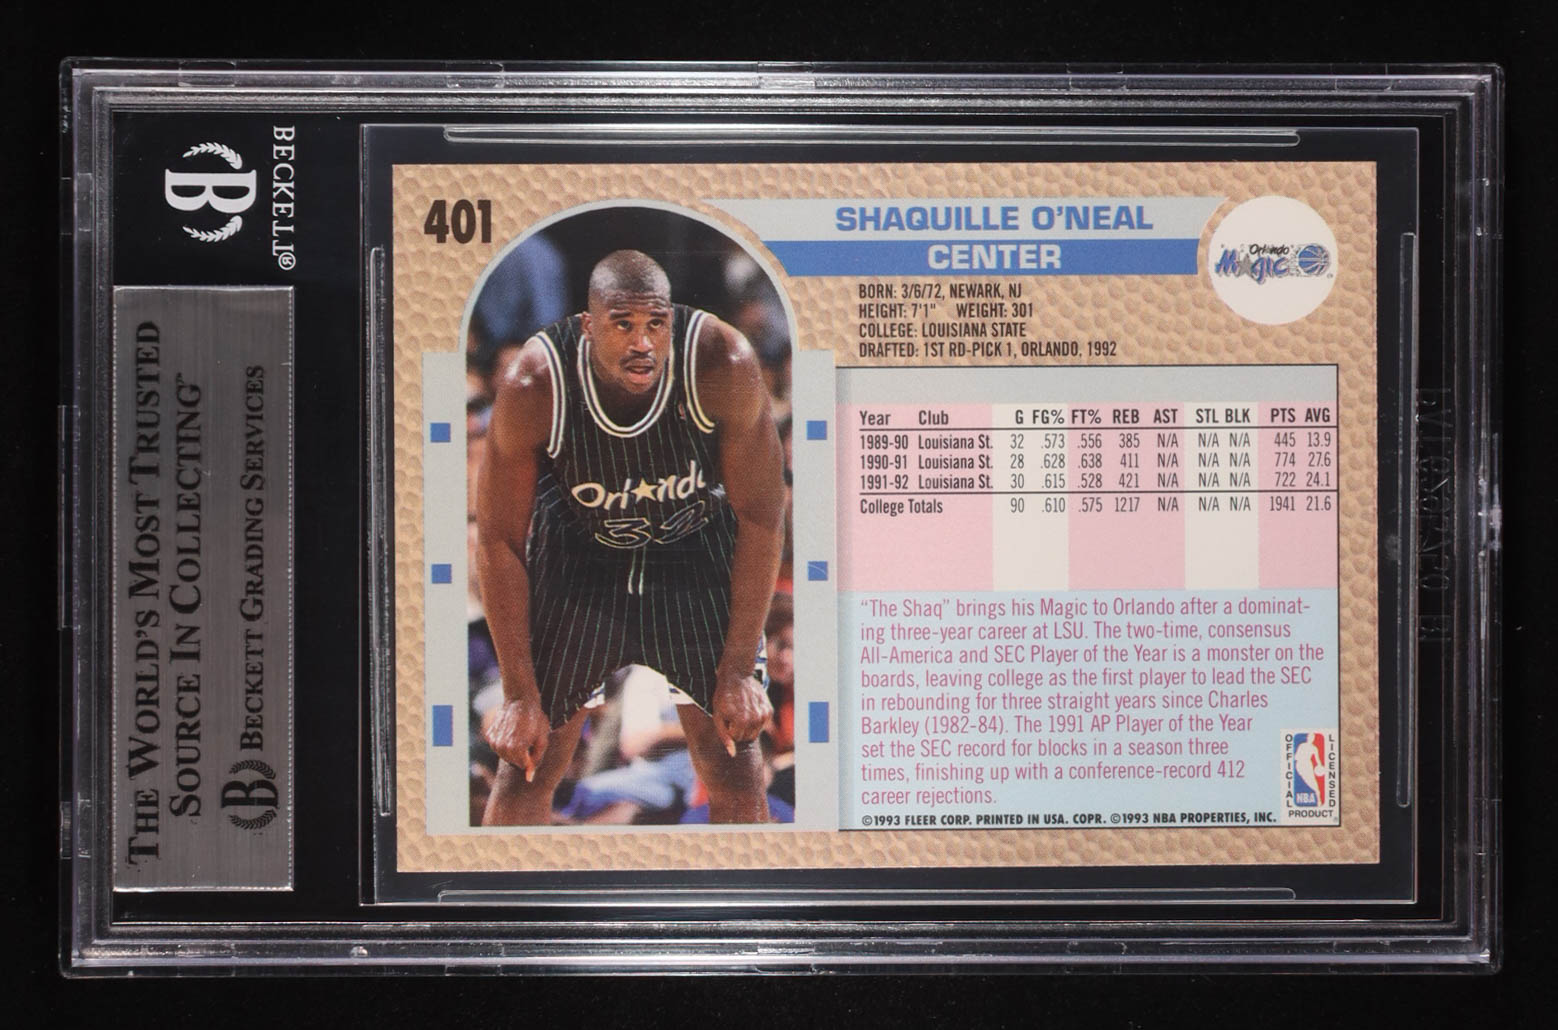 BECKETT®
B
THE WORLD'S MOST TRUSTED
SOURCE IN COLLECTING™
B BECKETT GRADING SERVICES
401
SHAQUILLE O'NEAL
CENTER
Orlando
Magic
BORN: 3/6/72, NEWARK, NJ
HEIGHT: 7'1" WEIGHT: 301
COLLEGE: LOUISIANA STATE
DRAFTED: 1ST RD-PICK 1, ORLANDO, 1992
Orlando
32
Year Club G FG% FT% REB AST STL BLK PTS AVG
1989-90 Louisiana St. 32 .573 .556 385 N/A N/A N/A 445 13.9
1990-91 Louisiana St. 28 .628 .638 411 N/A N/A N/A 774 27.6
1991-92 Louisiana St. 30 .615 .528 421 N/A N/A N/A 722 24.1
College Totals 90 .610 .575 1217 N/A N/A N/A 1941 21.6
"The Shaq" brings his Magic to Orlando after a dominat-
ing three-year career at LSU. The two-time, consensus
All-America and SEC Player of the Year is a monster on the
boards, leaving college as the first player to lead the SEC
in rebounding for three straight years since Charles
Barkley (1982-84). The 1991 AP Player of the Year
set the SEC record for blocks in a season three
times, finishing up with a conference-record 412
career rejections.
OFFICIAL LICENSED
NBA
PRODUCT
©1993 FLEER CORP. PRINTED IN USA. COPR. ©1993 NBA PROPERTIES, INC.